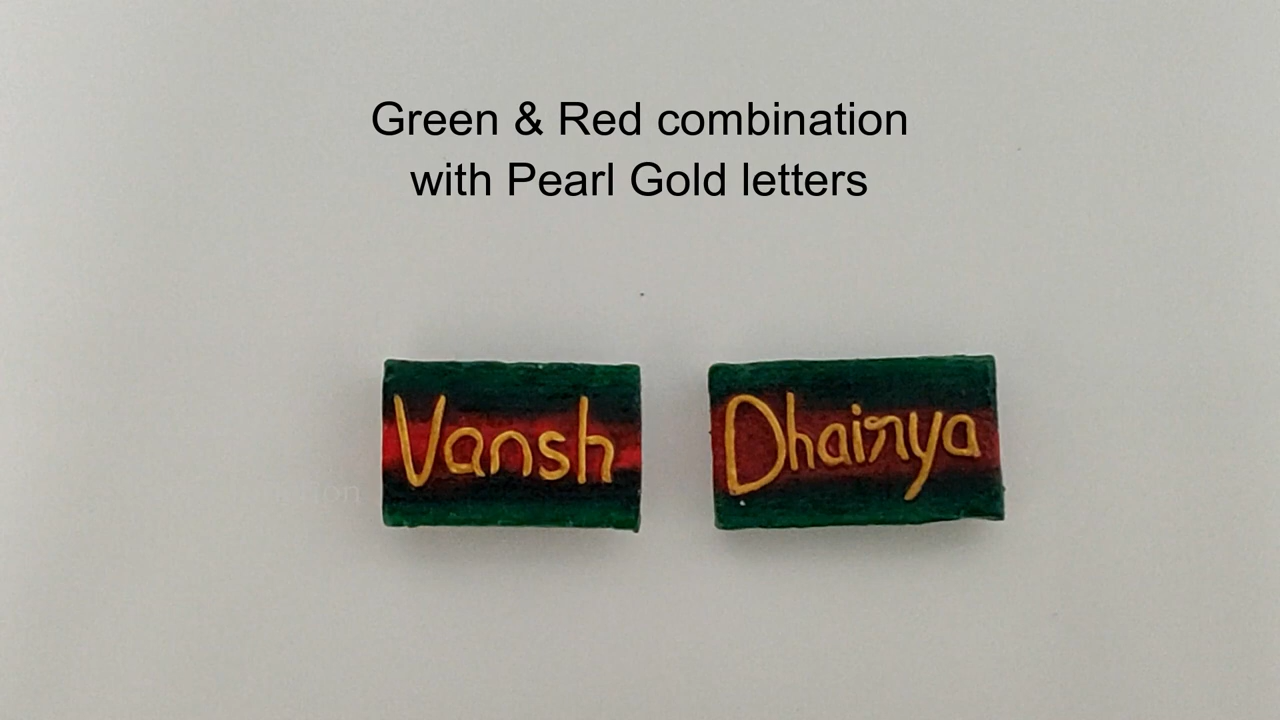 Green & Red combination
with Pearl Gold letters
Vansh Dhairya